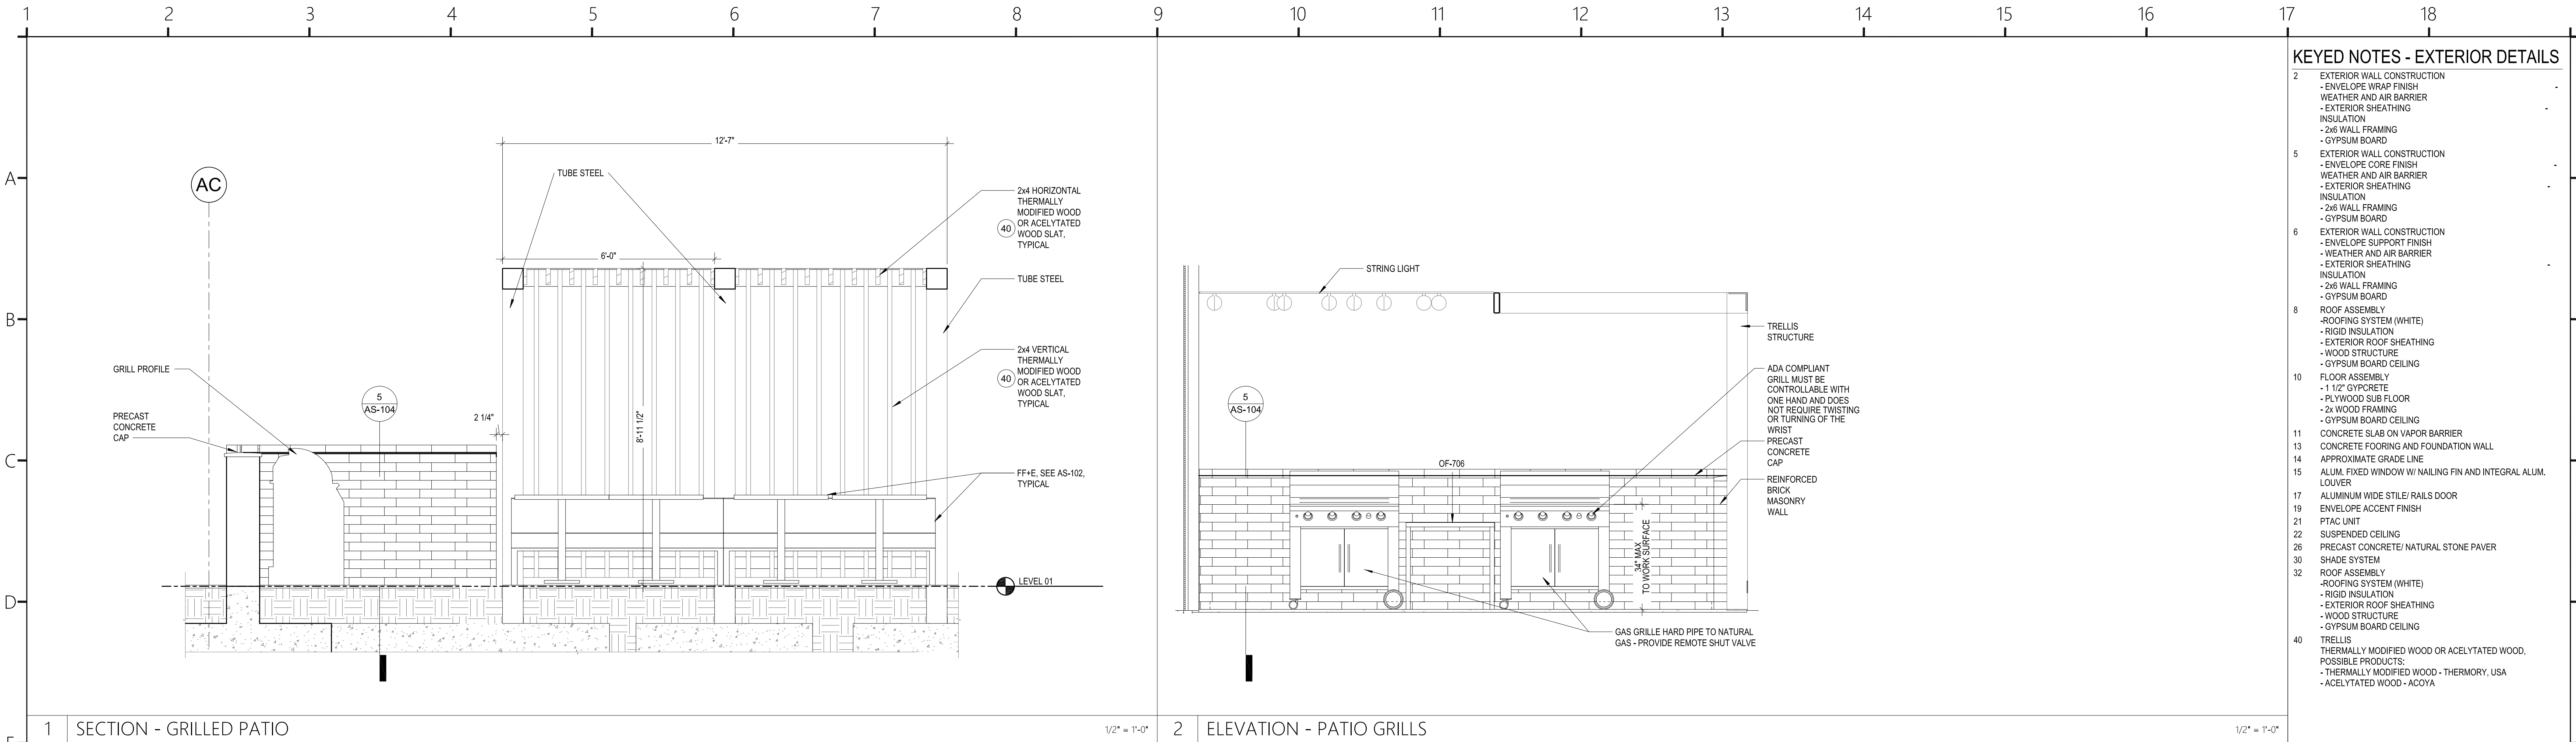 1 2 3 4 5 6 7 8 9 10 11 12 13 14 15 16 17 18
A
B
C
D
AC
12'-7"
TUBE STEEL
2x4 HORIZONTAL
THERMALLY
MODIFIED WOOD
OR ACELYTATED
WOOD SLAT,
TYPICAL
40
6'-0"
TUBE STEEL
2x4 VERTICAL
THERMALLY
MODIFIED WOOD
OR ACELYTATED
WOOD SLAT,
TYPICAL
40
GRILL PROFILE
5
AS-104
2 1/4"
8'-11 1/2"
PRECAST
CONCRETE
CAP
FF+E, SEE AS-102,
TYPICAL
LEVEL 01
1 SECTION - GRILLED PATIO
1/2" = 1'-0"
STRING LIGHT
TRELLIS
STRUCTURE
5
AS-104
ADA COMPLIANT
GRILL MUST BE
CONTROLLABLE WITH
ONE HAND AND DOES
NOT REQUIRE TWISTING
OR TURNING OF THE
WRIST
PRECAST
CONCRETE
CAP
OF-706
REINFORCED
BRICK
MASONRY
WALL
34" MAX
TO WORK SURFACE
GAS GRILLE HARD PIPE TO NATURAL
GAS - PROVIDE REMOTE SHUT VALVE
2 ELEVATION - PATIO GRILLS
1/2" = 1'-0"
KEYED NOTES - EXTERIOR DETAILS
2 EXTERIOR WALL CONSTRUCTION
- ENVELOPE WRAP FINISH -
WEATHER AND AIR BARRIER
- EXTERIOR SHEATHING -
INSULATION
- 2x6 WALL FRAMING
- GYPSUM BOARD
5 EXTERIOR WALL CONSTRUCTION
- ENVELOPE CORE FINISH -
WEATHER AND AIR BARRIER
- EXTERIOR SHEATHING -
INSULATION
- 2x6 WALL FRAMING
- GYPSUM BOARD
6 EXTERIOR WALL CONSTRUCTION
- ENVELOPE SUPPORT FINISH
- WEATHER AND AIR BARRIER
- EXTERIOR SHEATHING -
INSULATION
- 2x6 WALL FRAMING
- GYPSUM BOARD
8 ROOF ASSEMBLY
-ROOFING SYSTEM (WHITE)
- RIGID INSULATION
- EXTERIOR ROOF SHEATHING
- WOOD STRUCTURE
- GYPSUM BOARD CEILING
10 FLOOR ASSEMBLY
- 1 1/2" GYPCRETE
- PLYWOOD SUB FLOOR
- 2x WOOD FRAMING
- GYPSUM BOARD CEILING
11 CONCRETE SLAB ON VAPOR BARRIER
13 CONCRETE FOORING AND FOUNDATION WALL
14 APPROXIMATE GRADE LINE
15 ALUM. FIXED WINDOW W/ NAILING FIN AND INTEGRAL ALUM.
LOUVER
17 ALUMINUM WIDE STILE/ RAILS DOOR
19 ENVELOPE ACCENT FINISH
21 PTAC UNIT
22 SUSPENDED CEILING
26 PRECAST CONCRETE/ NATURAL STONE PAVER
30 SHADE SYSTEM
32 ROOF ASSEMBLY
-ROOFING SYSTEM (WHITE)
- RIGID INSULATION
- EXTERIOR ROOF SHEATHING
- WOOD STRUCTURE
- GYPSUM BOARD CEILING
40 TRELLIS
THERMALLY MODIFIED WOOD OR ACELYTATED WOOD,
POSSIBLE PRODUCTS:
- THERMALLY MODIFIED WOOD - THERMORY, USA
- ACELYTATED WOOD - ACOYA